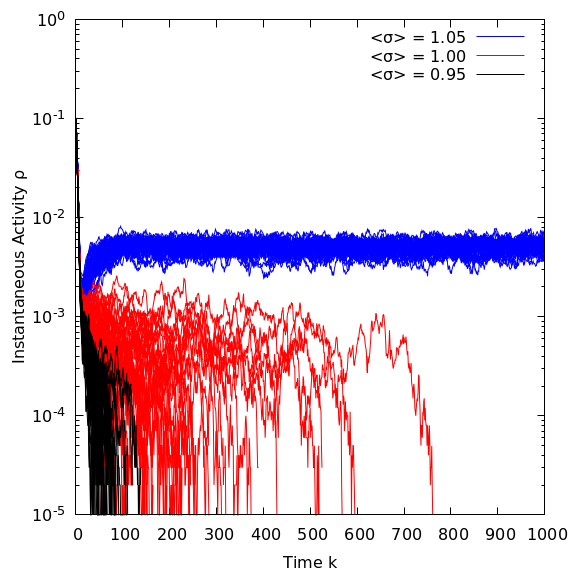 <σ> = 1.05
<σ> = 1.00
<σ> = 0.95
Instantaneous Activity ρ
10^0
10^-1
10^-2
10^-3
10^-4
10^-5
0 100 200 300 400 500 600 700 800 900 1000
Time k